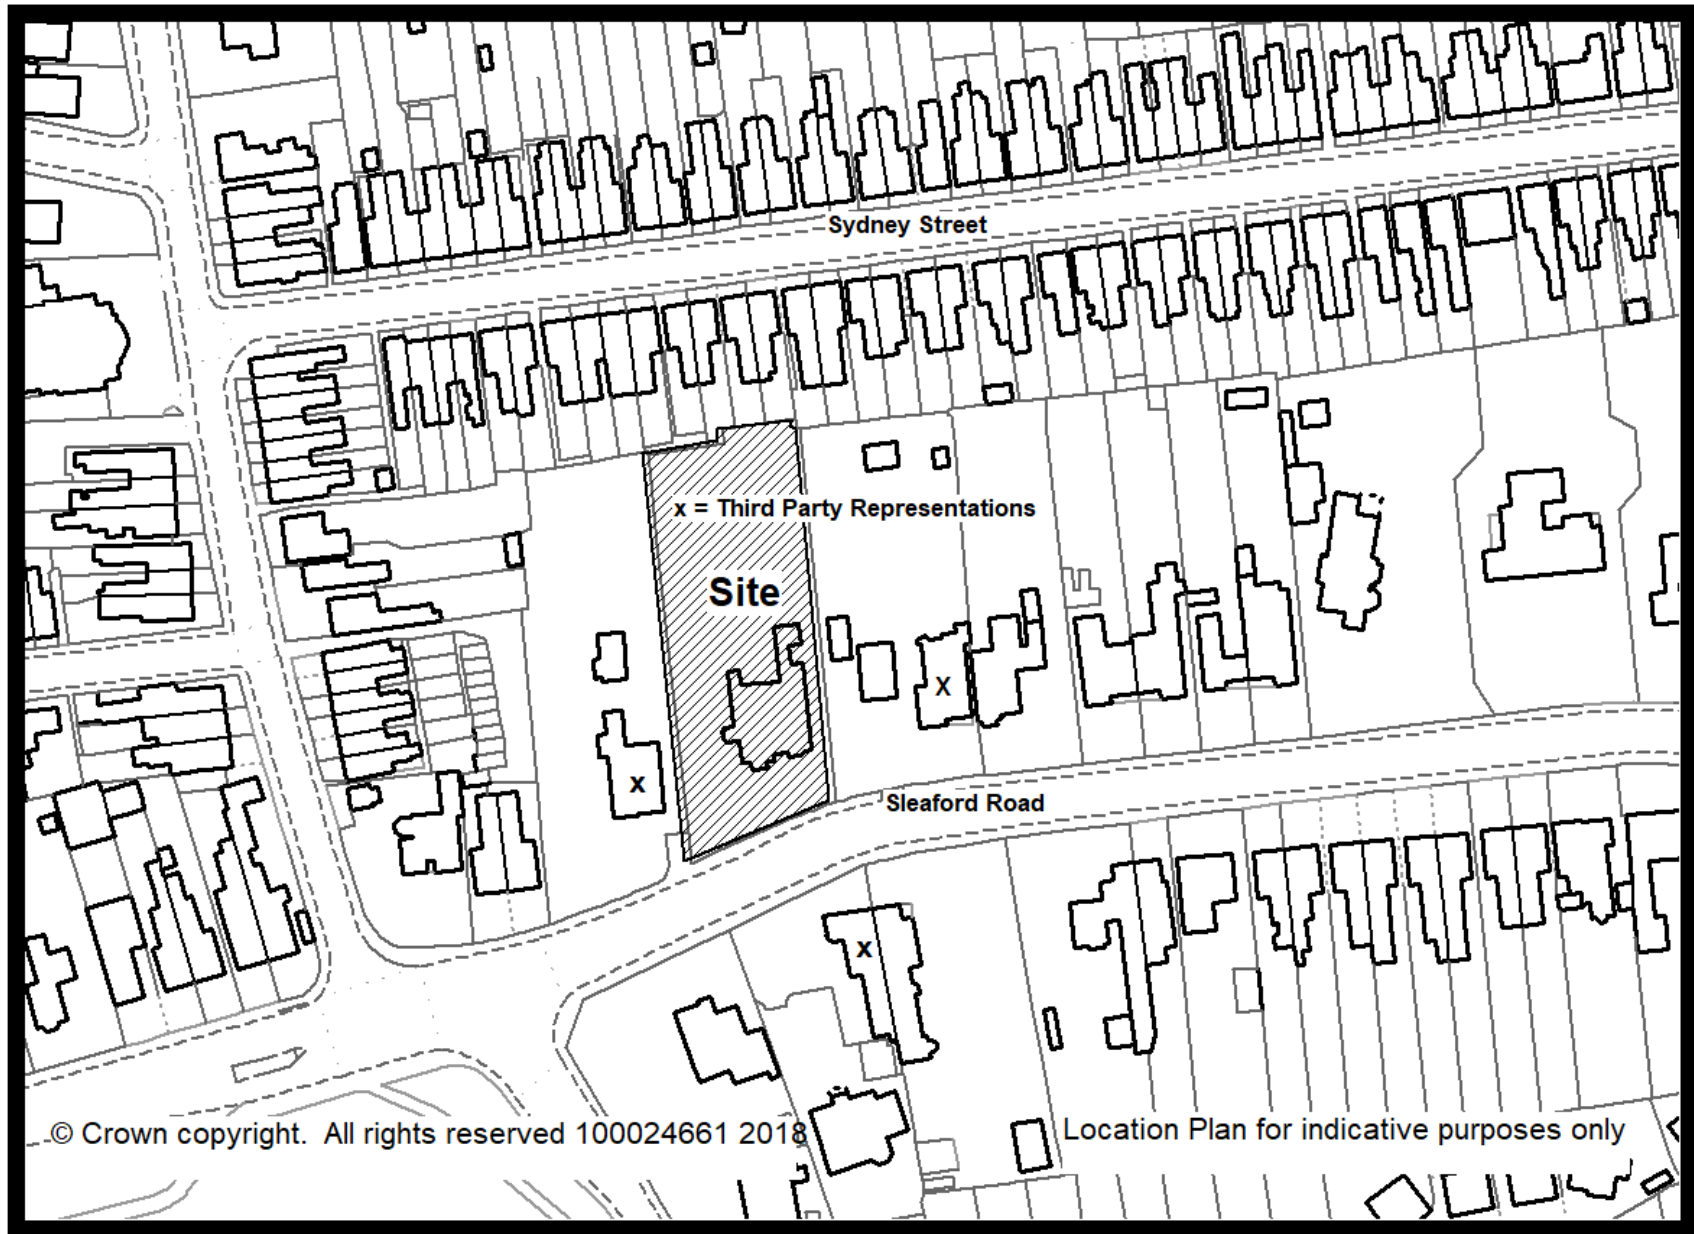 Sydney Street
x = Third Party Representations
Site
X
x
Sleaford Road
x
© Crown copyright. All rights reserved 100024661 2018
Location Plan for indicative purposes only